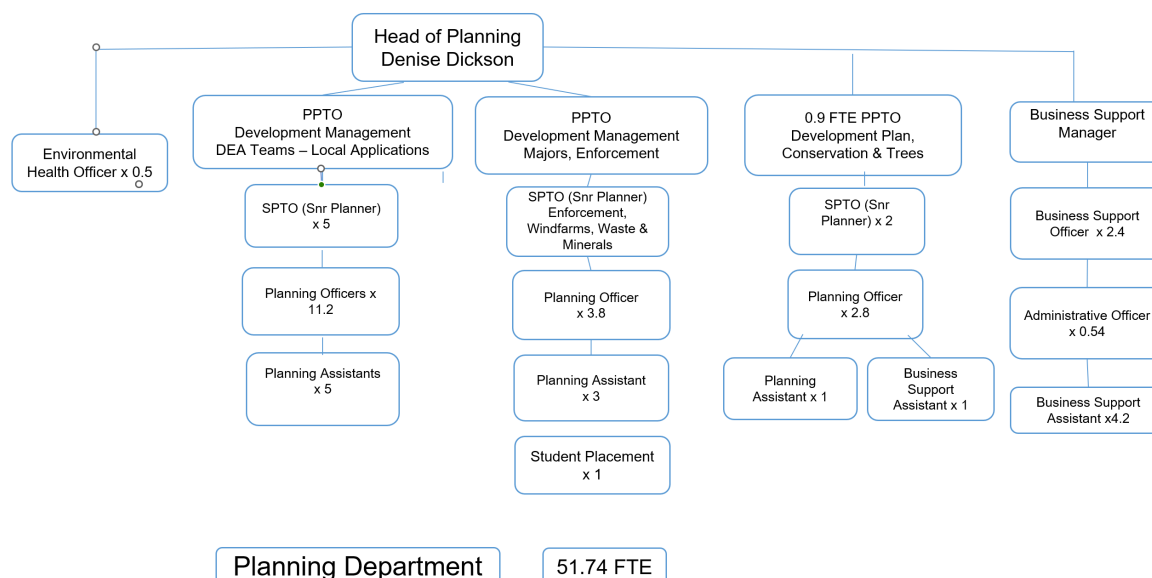 Head of Planning
Denise Dickson
Environmental
Health Officer x 0.5
PPTO
Development Management
DEA Teams – Local Applications
SPTO (Snr Planner)
x 5
Planning Officers x
11.2
Planning Assistants
x 5
PPTO
Development Management
Majors, Enforcement
SPTO (Snr Planner)
Enforcement,
Windfarms, Waste &
Minerals
Planning Officer
x 3.8
Planning Assistant
x 3
Student Placement
x 1
0.9 FTE PPTO
Development Plan,
Conservation & Trees
SPTO (Snr
Planner) x 2
Planning Officer
x 2.8
Planning
Assistant x 1
Business
Support
Assistant x 1
Business Support
Manager
Business Support
Officer  x 2.4
Administrative Officer
x 0.54
Business Support
Assistant x4.2
Planning Department
51.74 FTE